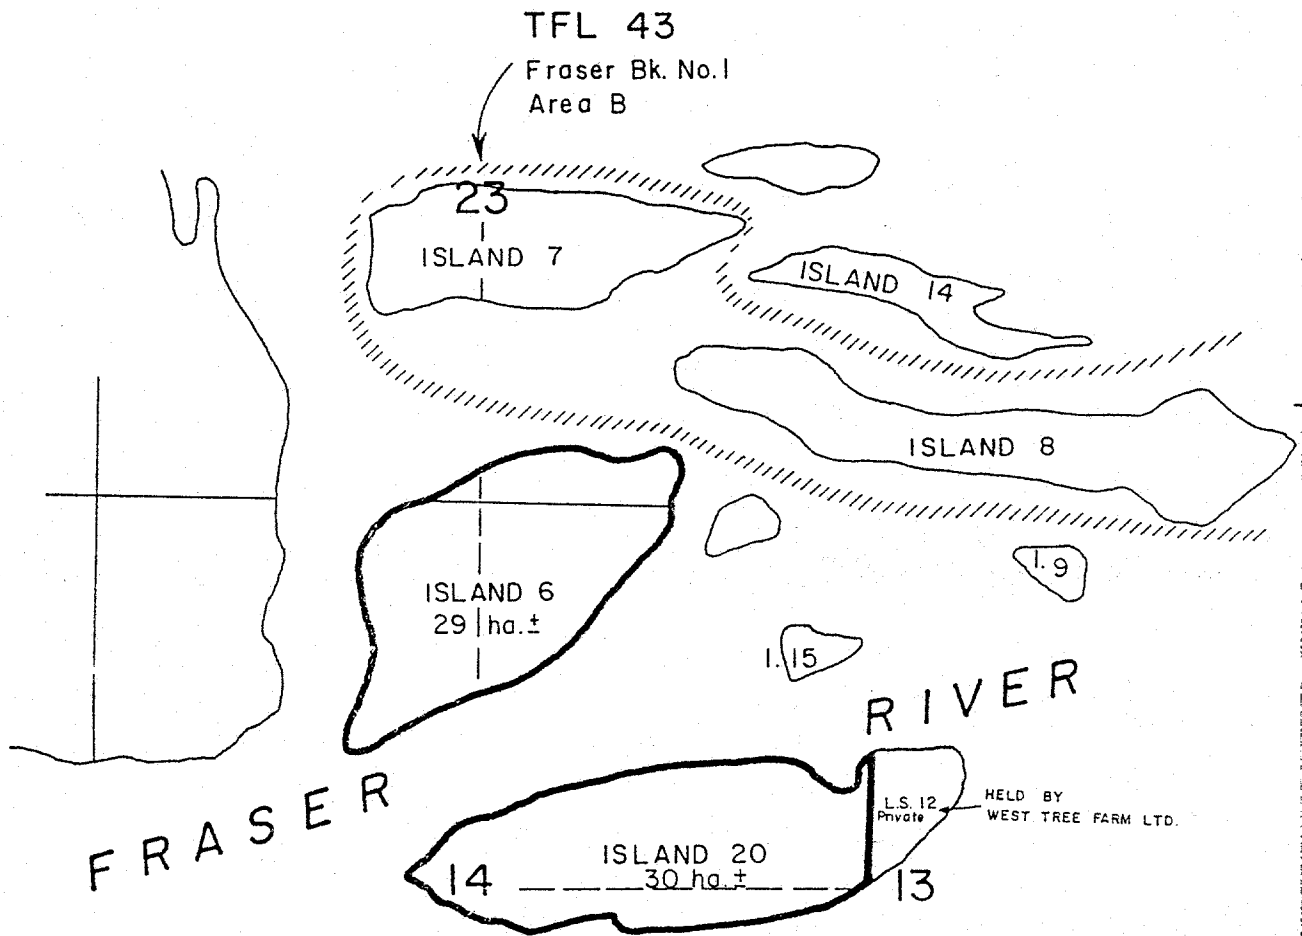 TFL 43
Fraser Bk. No. 1
Area B
23
ISLAND 7
ISLAND 14
ISLAND 8
ISLAND 6
29 ha. ±
I. 9
I. 15
FRASER RIVER
L.S. 12
Private
HELD BY
WEST TREE FARM LTD.
ISLAND 20
30 ha. ±
14
13